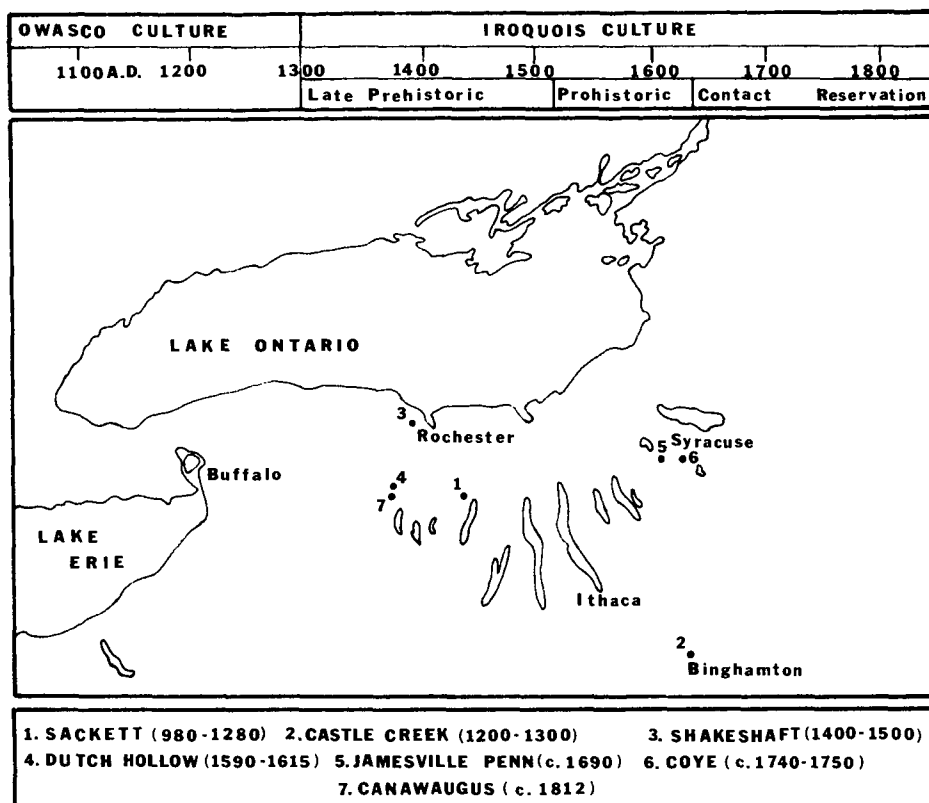 OWASCO CULTURE IROQUOIS CULTURE
1100 A.D. 1200 1300 1400 1500 1600 1700 1800
Late Prehistoric Prohistoric Contact Reservation
LAKE ONTARIO
3
Rochester
Syracuse
5 6
Buffalo
4
7
1
LAKE
ERIE
Ithaca
2
Binghamton
1. SACKETT (980-1280) 2. CASTLE CREEK (1200-1300) 3. SHAKESHAFT (1400-1500)
4. DUTCH HOLLOW (1590-1615) 5. JAMESVILLE PENN (c. 1690) 6. COYE (c. 1740-1750)
7. CANAWAUGUS (c. 1812)